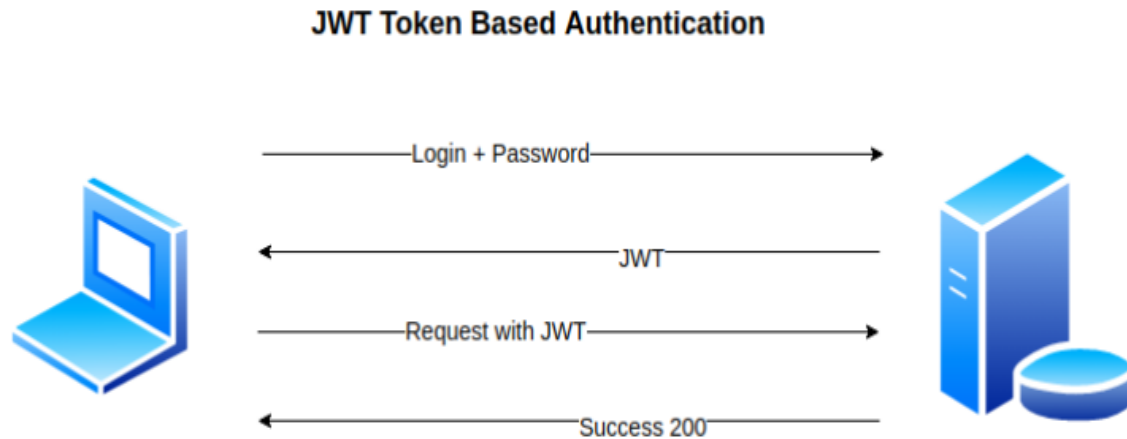 JWT Token Based Authentication
Login + Password
JWT
Request with JWT
Success 200